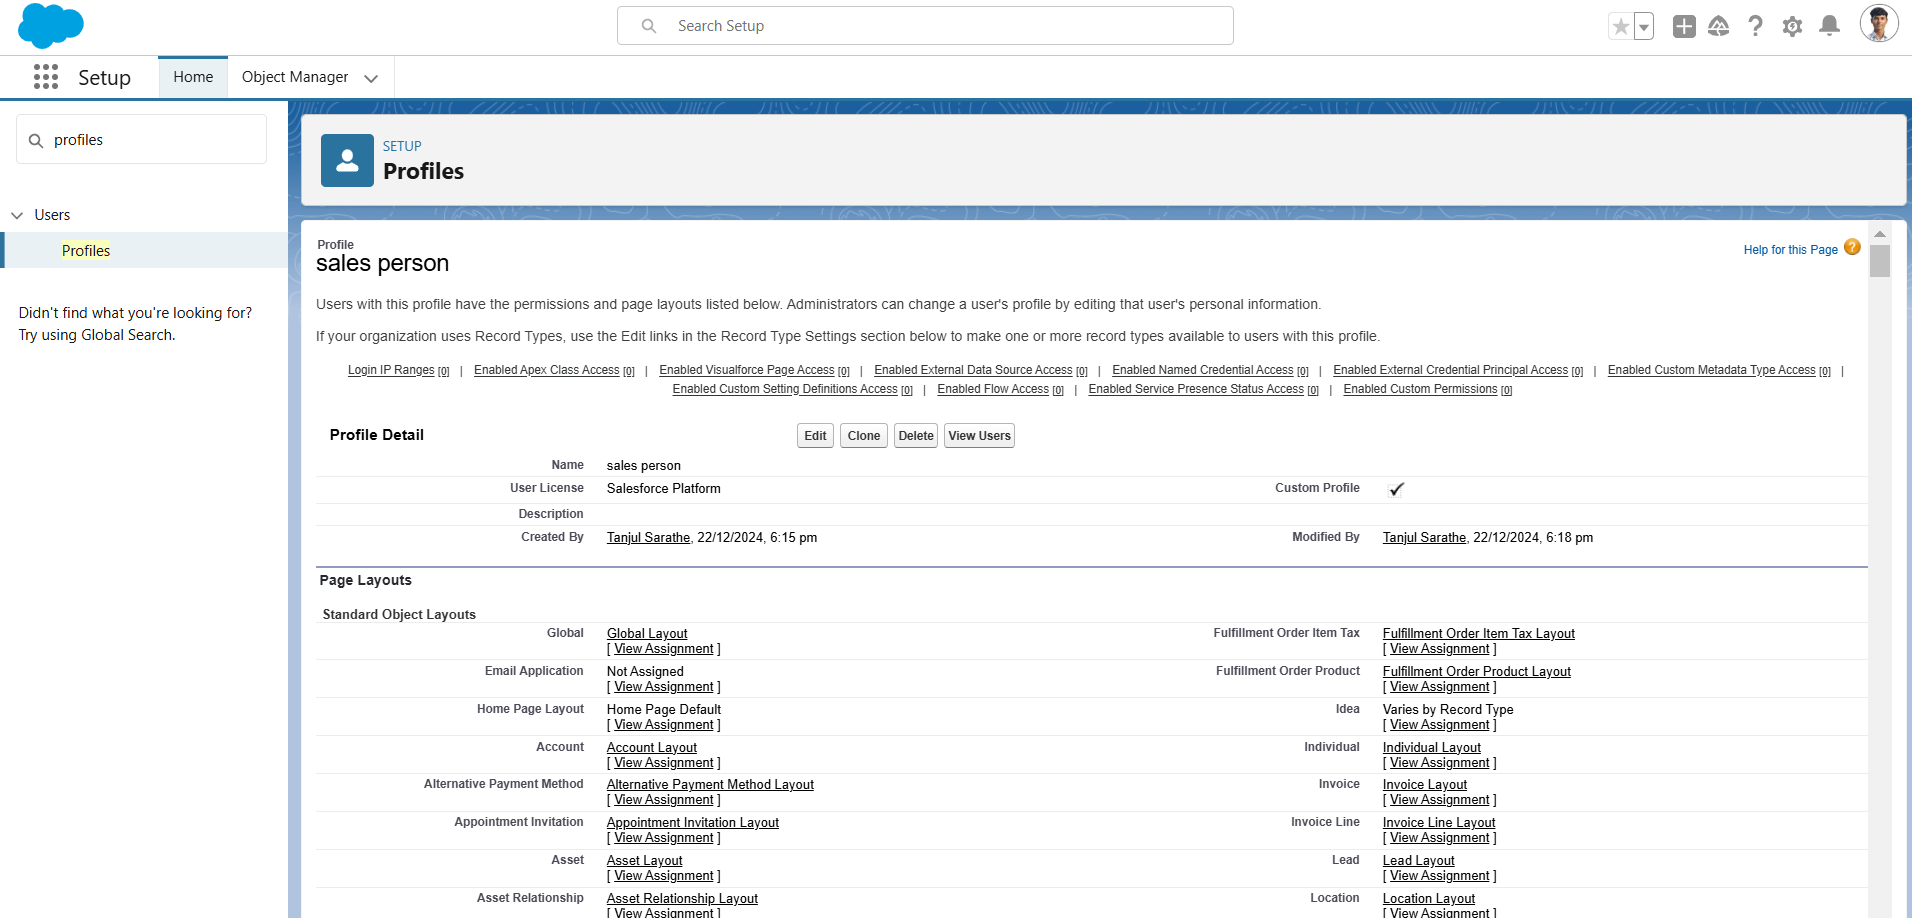 Search Setup
Setup
Home
Object Manager
profiles
Users
Profiles
Didn't find what you're looking for?
Try using Global Search.
SETUP
Profiles
Profile
sales person
Help for this Page ?
Users with this profile have the permissions and page layouts listed below. Administrators can change a user's profile by editing that user's personal information.
If your organization uses Record Types, use the Edit links in the Record Type Settings section below to make one or more record types available to users with this profile.
Login IP Ranges [0] | Enabled Apex Class Access [0] | Enabled Visualforce Page Access [0] | Enabled External Data Source Access [0] | Enabled Named Credential Access [0] | Enabled External Credential Principal Access [0] | Enabled Custom Metadata Type Access [0] |
Enabled Custom Setting Definitions Access [0] | Enabled Flow Access [0] | Enabled Service Presence Status Access [0] | Enabled Custom Permissions [0]
Profile Detail Edit Clone Delete View Users
Name sales person
User License Salesforce Platform Custom Profile
Description
Created By Tanjul Sarathe, 22/12/2024, 6:15 pm Modified By Tanjul Sarathe, 22/12/2024, 6:18 pm
Page Layouts
Standard Object Layouts
Global Global Layout Fulfillment Order Item Tax Fulfillment Order Item Tax Layout
[ View Assignment ] [ View Assignment ]
Email Application Not Assigned Fulfillment Order Product Fulfillment Order Product Layout
[ View Assignment ] [ View Assignment ]
Home Page Layout Home Page Default Idea Varies by Record Type
[ View Assignment ] [ View Assignment ]
Account Account Layout Individual Individual Layout
[ View Assignment ] [ View Assignment ]
Alternative Payment Method Alternative Payment Method Layout Invoice Invoice Layout
[ View Assignment ] [ View Assignment ]
Appointment Invitation Appointment Invitation Layout Invoice Line Invoice Line Layout
[ View Assignment ] [ View Assignment ]
Asset Asset Layout Lead Lead Layout
[ View Assignment ] [ View Assignment ]
Asset Relationship Asset Relationship Layout Location Location Layout
[ View Assignment ] [ View Assignment ]